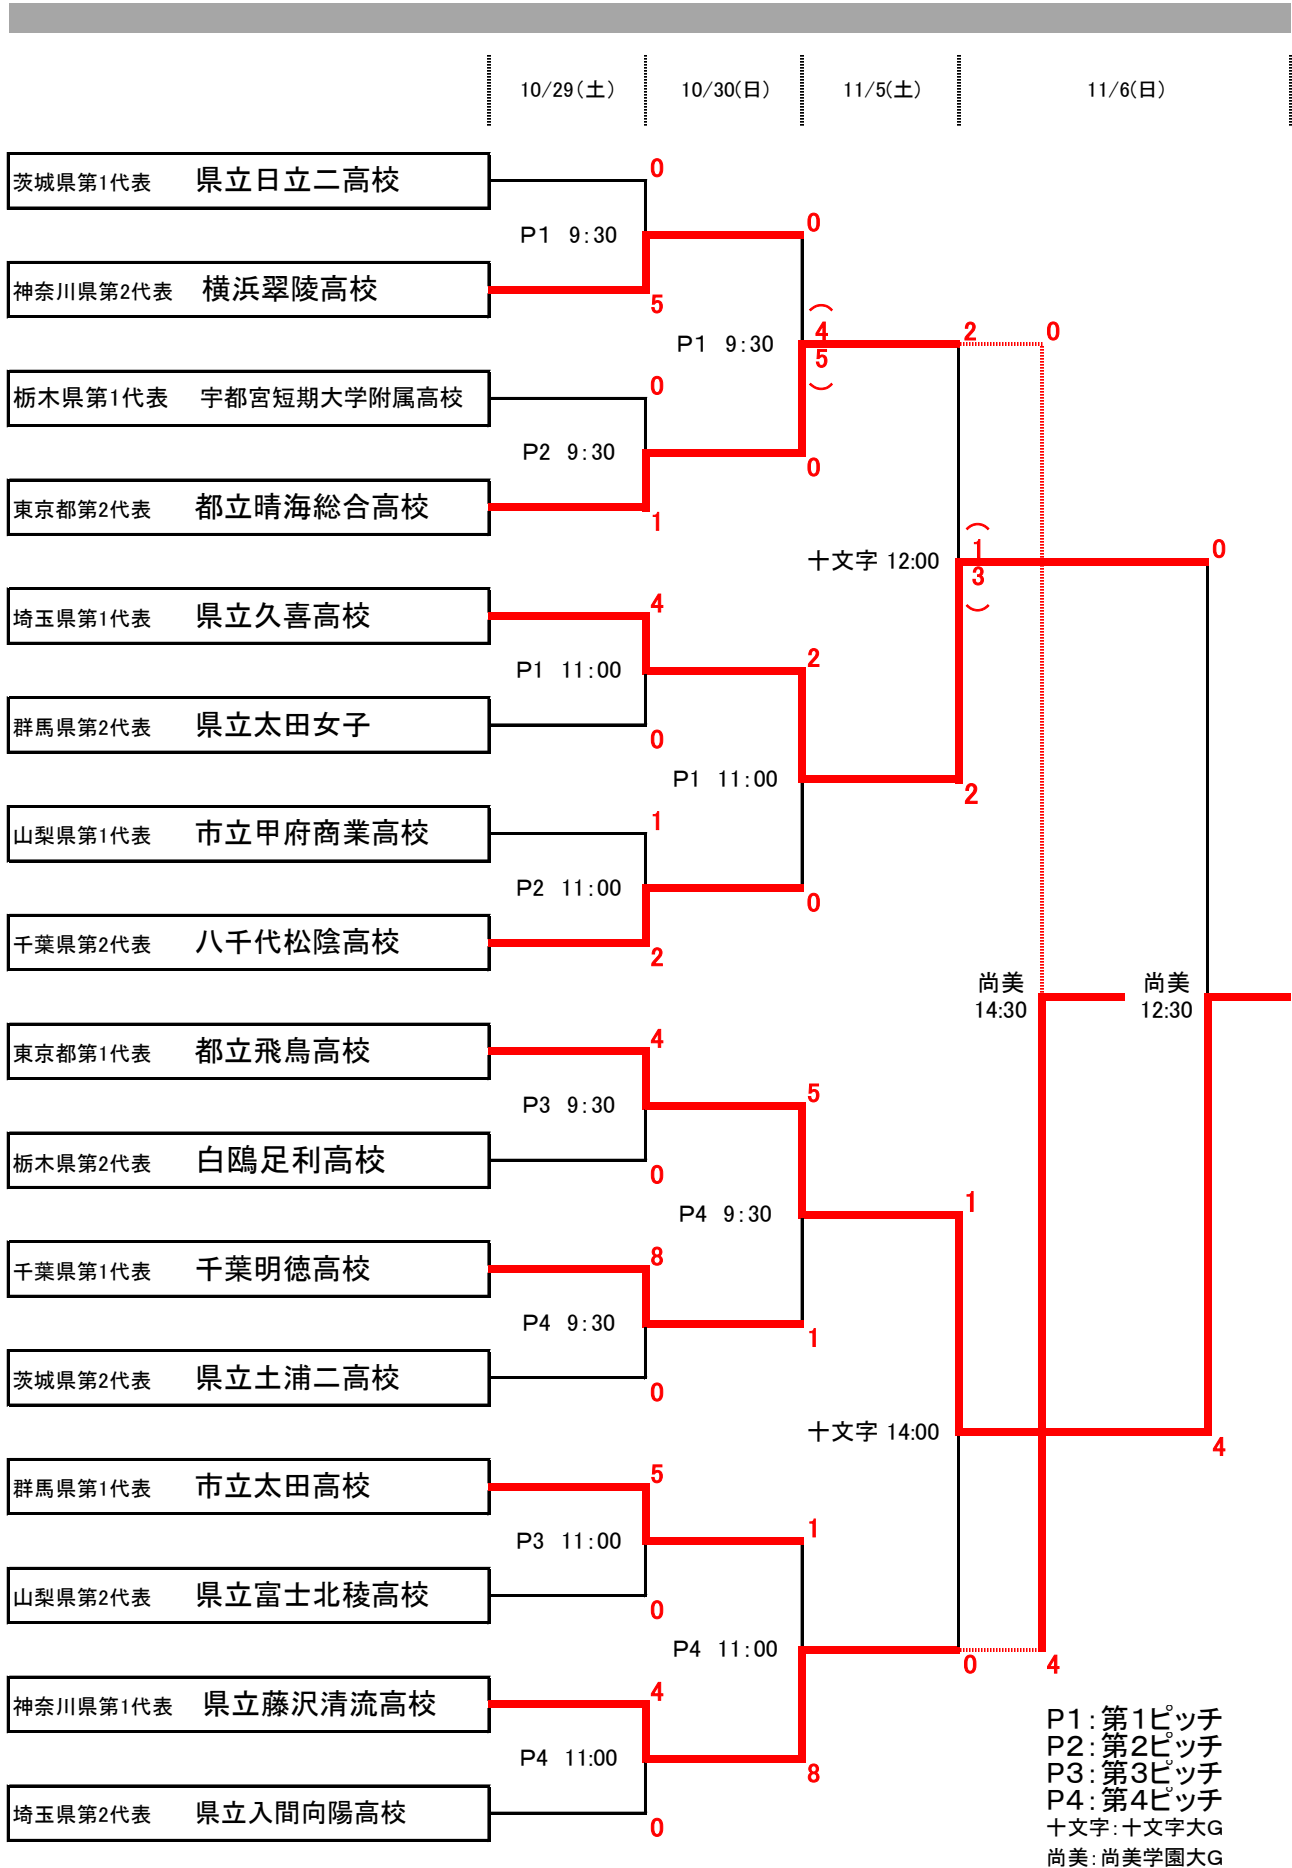 10/29(土) 10/30(日) 11/5(土) 11/6(日)
茨城県第1代表 県立日立二高校
0
P1 9:30
0
神奈川県第2代表 横浜翠陵高校
5
P1 9:30
(4
5)
2
0
栃木県第1代表 宇都宮短期大学附属高校
0
P2 9:30
0
東京都第2代表 都立晴海総合高校
1
十文字 12:00
(1
3)
0
埼玉県第1代表 県立久喜高校
4
P1 11:00
2
群馬県第2代表 県立太田女子
0
P1 11:00
2
山梨県第1代表 市立甲府商業高校
1
P2 11:00
0
千葉県第2代表 八千代松陰高校
2
尚美
14:30
尚美
12:30
東京都第1代表 都立飛鳥高校
4
P3 9:30
5
栃木県第2代表 白鴎足利高校
0
P4 9:30
1
千葉県第1代表 千葉明徳高校
8
P4 9:30
1
茨城県第2代表 県立土浦二高校
0
十文字 14:00
4
群馬県第1代表 市立太田高校
5
P3 11:00
1
山梨県第2代表 県立富士北稜高校
0
P4 11:00
0
4
神奈川県第1代表 県立藤沢清流高校
4
P4 11:00
8
埼玉県第2代表 県立入間向陽高校
0
P1:第1ピッチ
P2:第2ピッチ
P3:第3ピッチ
P4:第4ピッチ
十文字:十文字大G
尚美:尚美学園大G